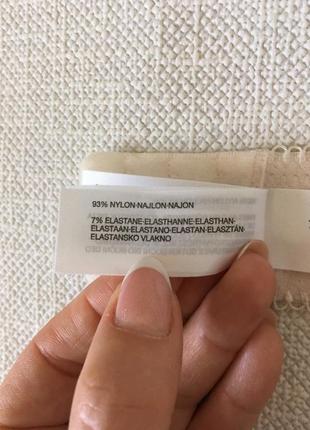 93% NYLON-NAJLON-NAJON
7% ELASTANE-ELASTHANNE-ELASTHAN-
ELASTAAN-ELASTANO-ELASTAN-ELASZTÁN-
ELASTANSKO VLAKNO